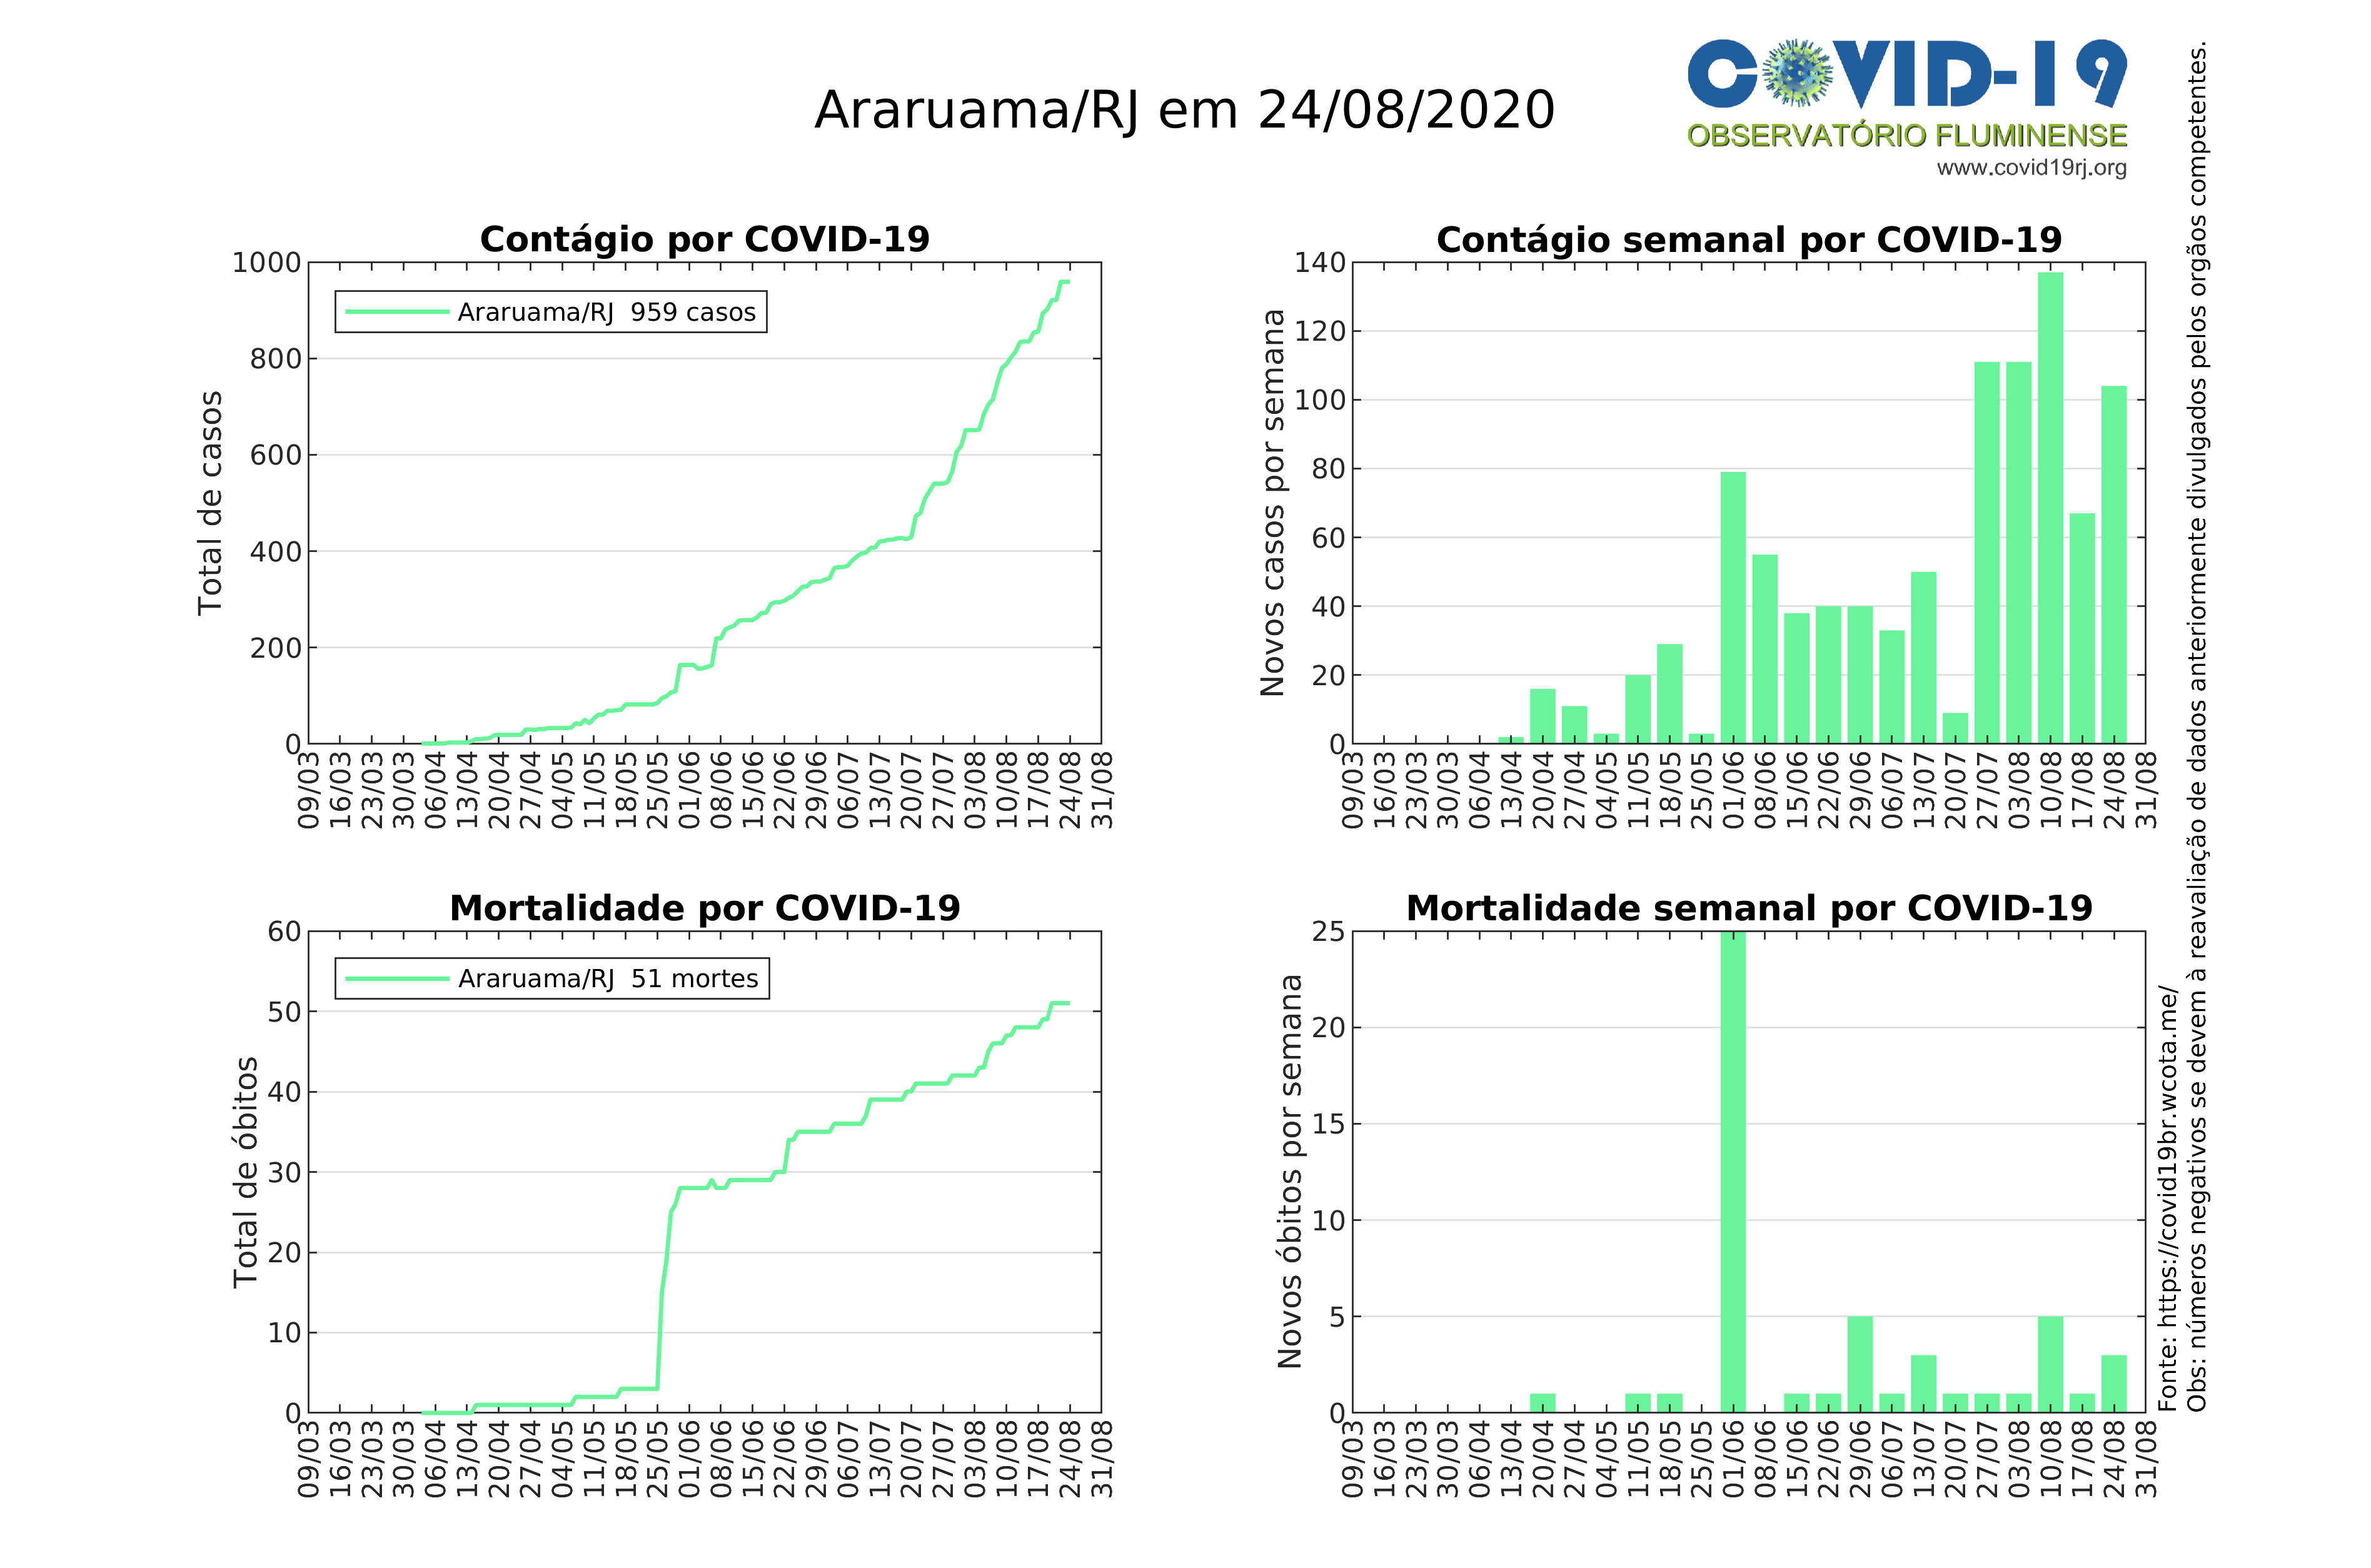 Araruama/RJ em 24/08/2020
COVID-19
OBSERVATÓRIO FLUMINENSE
www.covid19rj.org
Contágio por COVID-19
Total de casos
1000
800
600
400
200
0
Araruama/RJ 959 casos
09/03 16/03 23/03 30/03 06/04 13/04 20/04 27/04 04/05 11/05 18/05 25/05 01/06 08/06 15/06 22/06 29/06 06/07 13/07 20/07 27/07 03/08 10/08 17/08 24/08 31/08
Contágio semanal por COVID-19
Novos casos por semana
140
120
100
80
60
40
20
0
09/03 16/03 23/03 30/03 06/04 13/04 20/04 27/04 04/05 11/05 18/05 25/05 01/06 08/06 15/06 22/06 29/06 06/07 13/07 20/07 27/07 03/08 10/08 17/08 24/08 31/08
Mortalidade por COVID-19
Total de óbitos
60
50
40
30
20
10
0
Araruama/RJ 51 mortes
09/03 16/03 23/03 30/03 06/04 13/04 20/04 27/04 04/05 11/05 18/05 25/05 01/06 08/06 15/06 22/06 29/06 06/07 13/07 20/07 27/07 03/08 10/08 17/08 24/08 31/08
Mortalidade semanal por COVID-19
Novos óbitos por semana
25
20
15
10
5
0
09/03 16/03 23/03 30/03 06/04 13/04 20/04 27/04 04/05 11/05 18/05 25/05 01/06 08/06 15/06 22/06 29/06 06/07 13/07 20/07 27/07 03/08 10/08 17/08 24/08 31/08
Fonte: https://covid19br.wcota.me/
Obs: números negativos se devem à reavaliação de dados anteriormente divulgados pelos orgãos competentes.